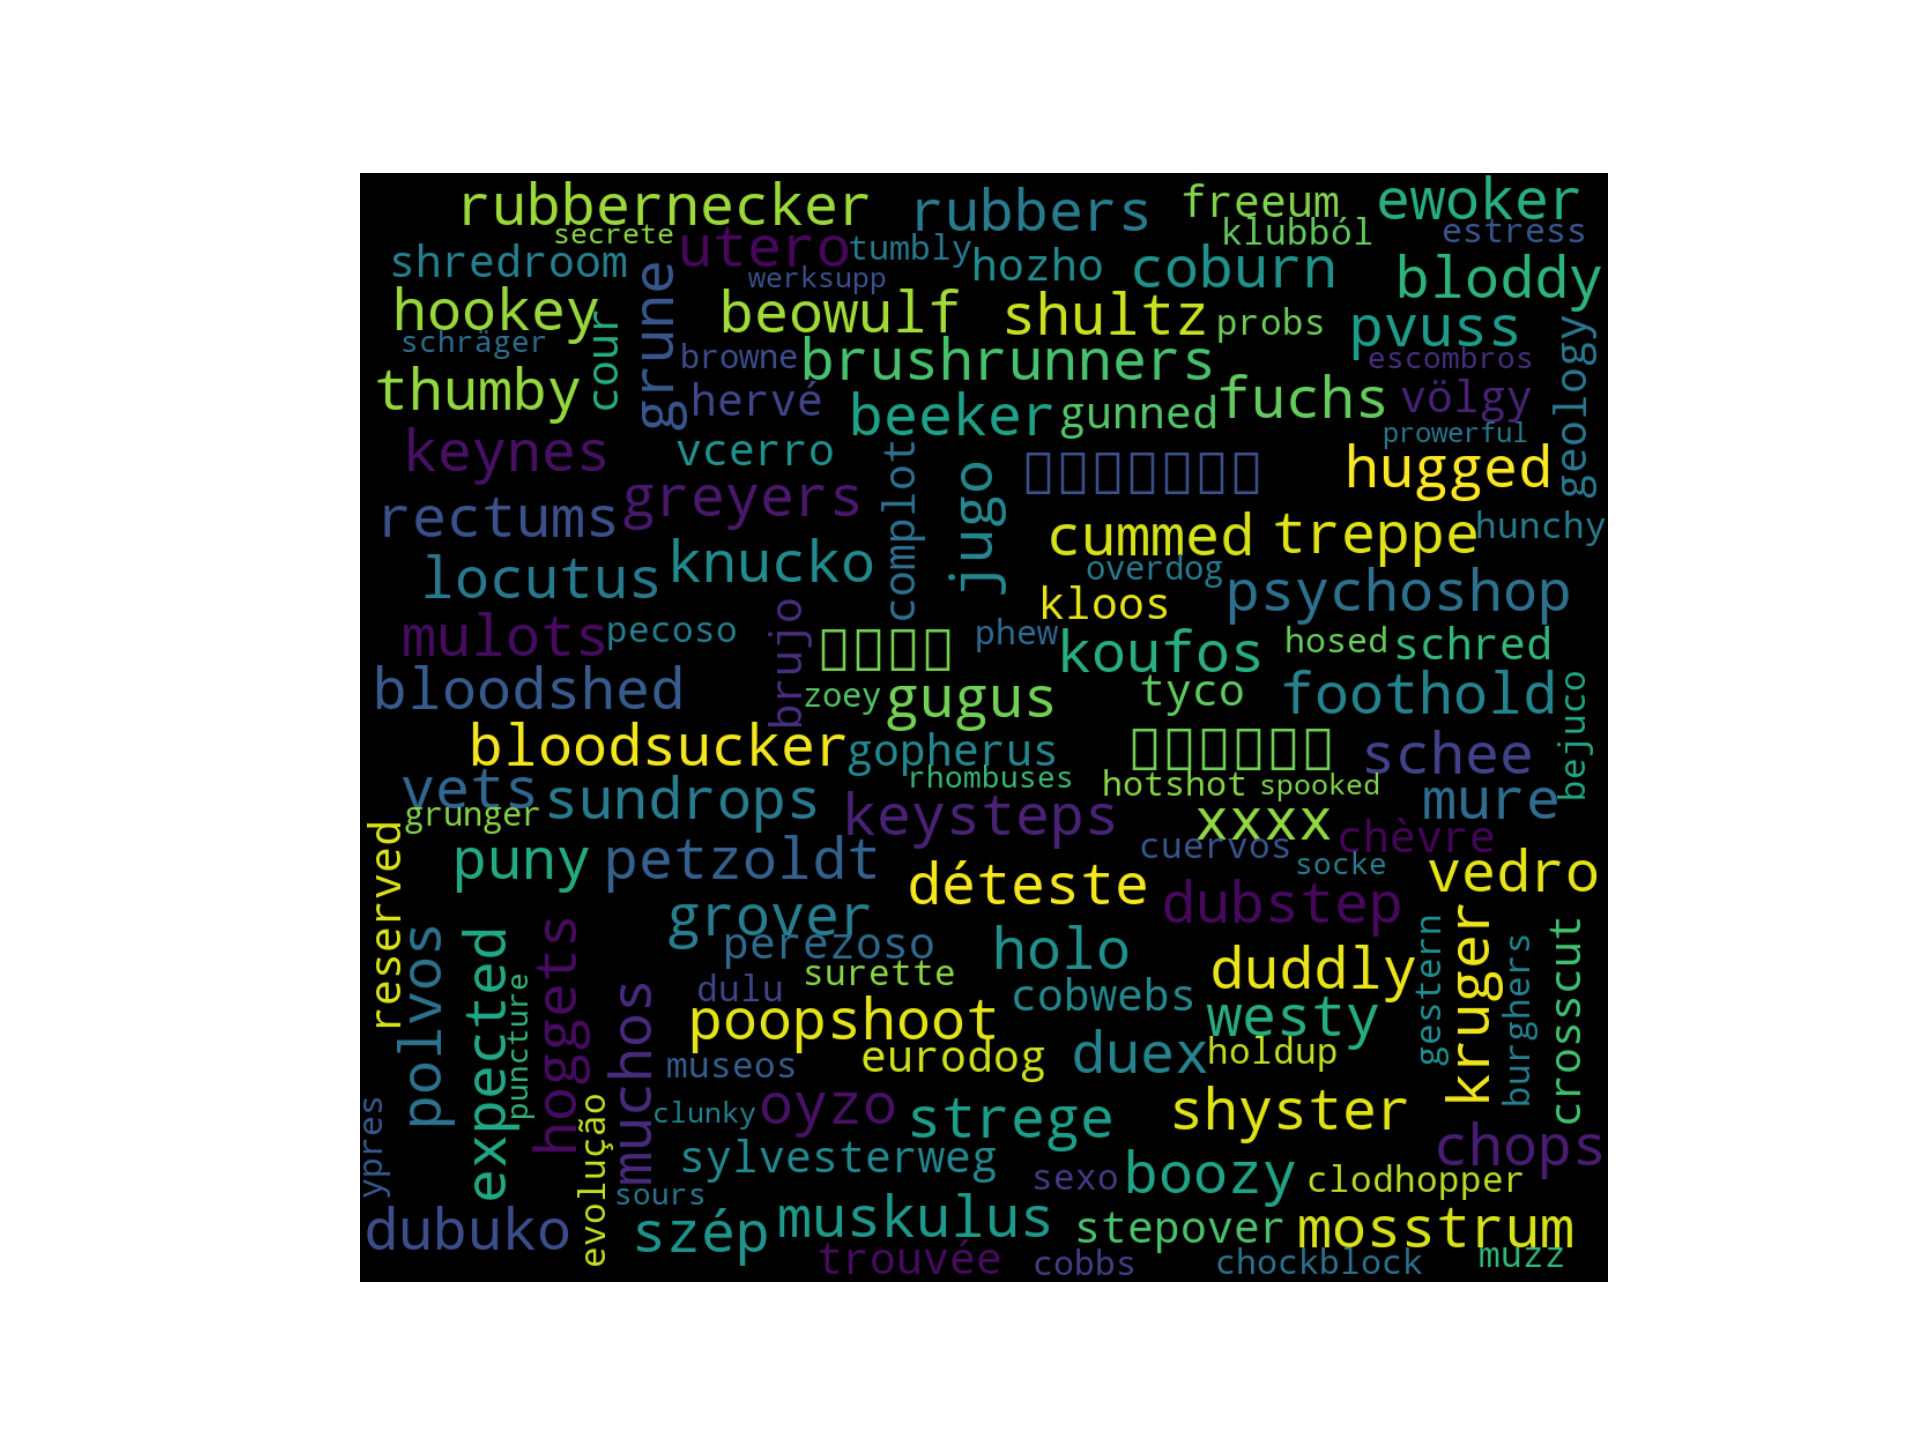 rubbernecker
rubbers
freeum
ewoker
secrete
utero
tumbly
klubból
estress
shredroom
werksupp
hozho
coburn
bloddy
hookey
grune
beowulf
shultz
probs
pvuss
schräger
cour
browne
brushrunners
escombros
geology
thumby
hervé
beeker
gunned
fuchs
völgy
prowerful
keynes
vcerro
complot
jugo
hugged
rectums
greyers
cummed
treppe
hunchy
locutus
knucko
overdog
psychoshop
kloos
mulots
pecoso
brujo
phew
koufos
hosed
schred
bloodshed
zoey
gugus
tyco
foothold
bejuco
bloodsucker
gopherus
schee
rhombuses
hotshot
spooked
vets
sundrops
keysteps
mure
grunger
xxxx
chèvre
cuervos
reserved
puny
petzoldt
déteste
socke
vedro
dubstep
grover
perezoso
holo
polvos
expected
hoggets
duddly
gestern
kruger
burghers
crosscut
puncture
muchos
dulu
surette
cobwebs
westy
poopshoot
museos
eurodog
duex
holdup
ypres
evolução
clunky
oyzo
strege
shyster
chops
sylvesterweg
sexo
boozy
clodhopper
sours
dubuko
szép
muskulus
stepover
mosstrum
trouvée
cobbs
chockblock
muzz